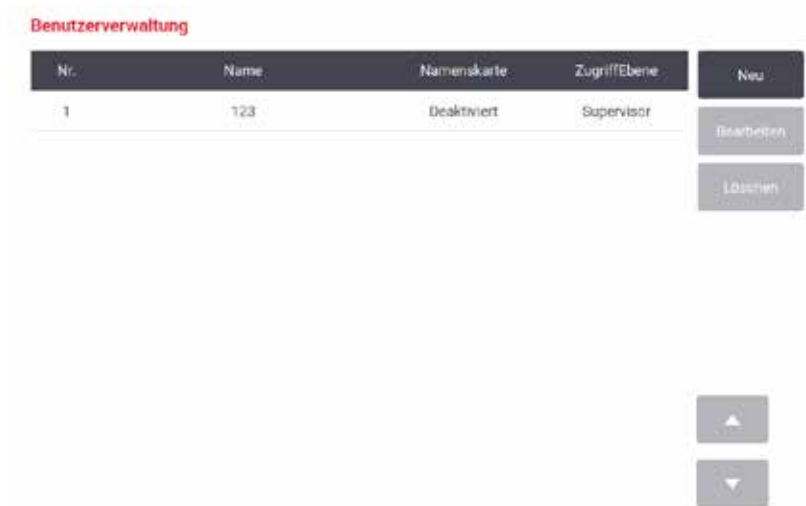 Benutzerverwaltung
Nr. Name Namenskarte ZugriffEbene Neu
1 123 Deaktiviert Supervisor
Bearbeiten
Löschen